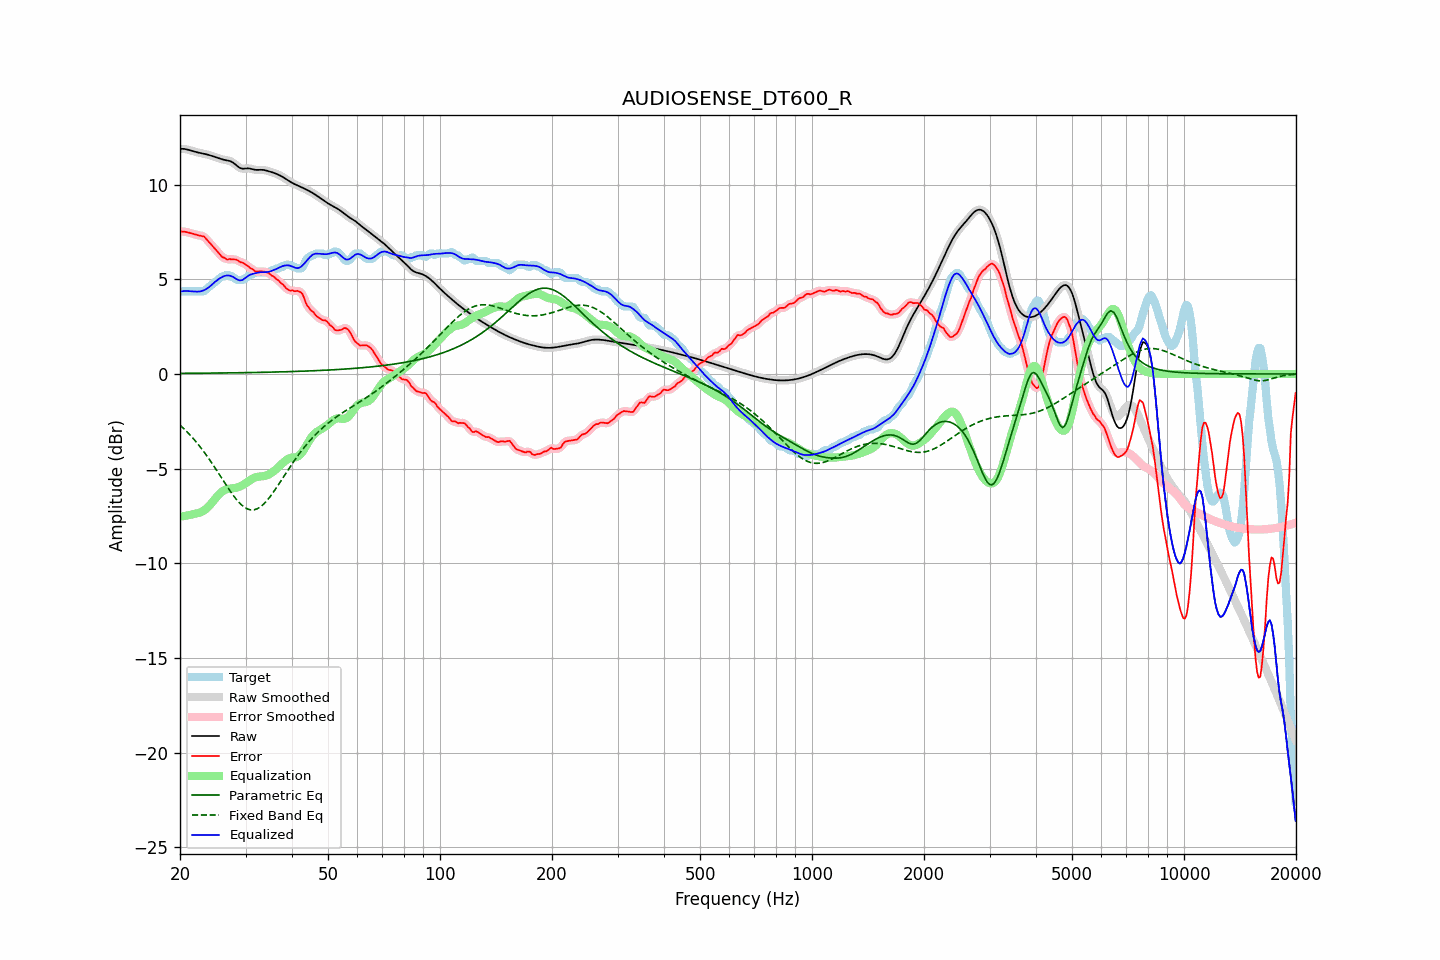 AUDIOSENSE_DT600_R
Amplitude (dBr)
10
5
0
−5
−10
−15
−20
−25
Target
Raw Smoothed
Error Smoothed
Raw
Error
Equalization
Parametric Eq
Fixed Band Eq
Equalized
20 50 100 200 500 1000 2000 5000 10000 20000
Frequency (Hz)